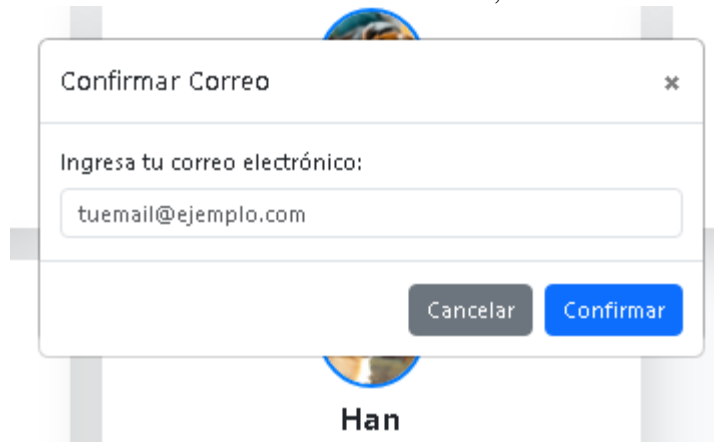 Confirmar Correo ×
Ingresa tu correo electrónico:
tuemail@ejemplo.com
Cancelar Confirmar
Han